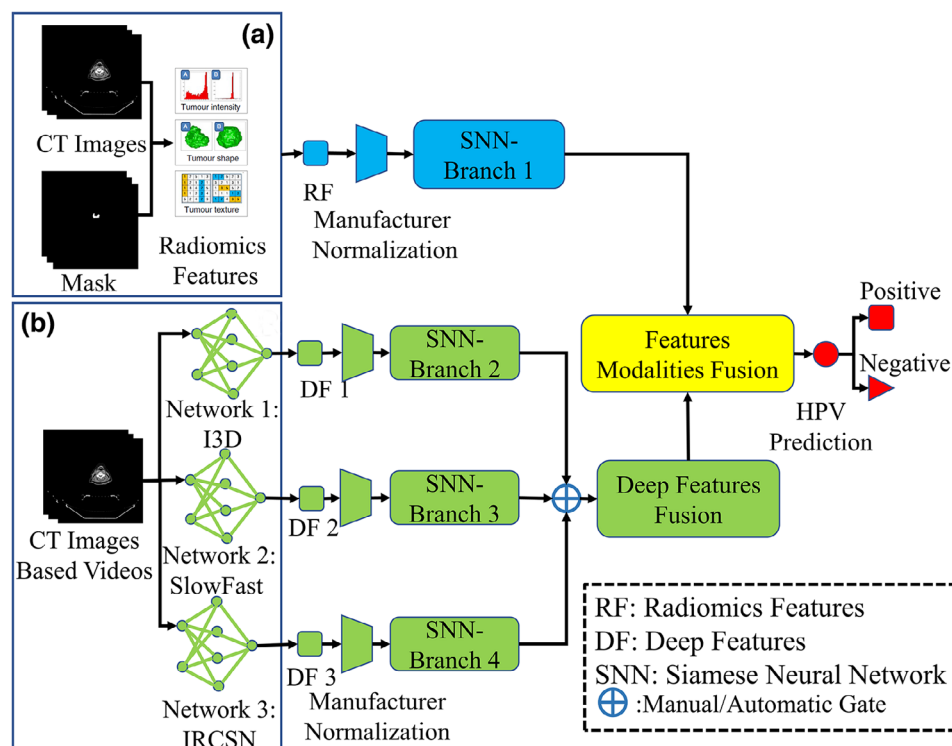 (a)
CT Images
Mask
A
B
Tumour intensity
A
B
Tumour shape
Tumour texture
Radiomics
Features
RF
Manufacturer
Normalization
SNN-
Branch 1
(b)
CT Images
Based Videos
Network 1:
I3D
Network 2:
SlowFast
Network 3:
IRCSN
DF 1
DF 2
DF 3
Manufacturer
Normalization
SNN-
Branch 2
SNN-
Branch 3
SNN-
Branch 4
Deep Features
Fusion
Features
Modalities Fusion
Positive
Negative
HPV
Prediction
RF: Radiomics Features
DF: Deep Features
SNN: Siamese Neural Network
:Manual/Automatic Gate